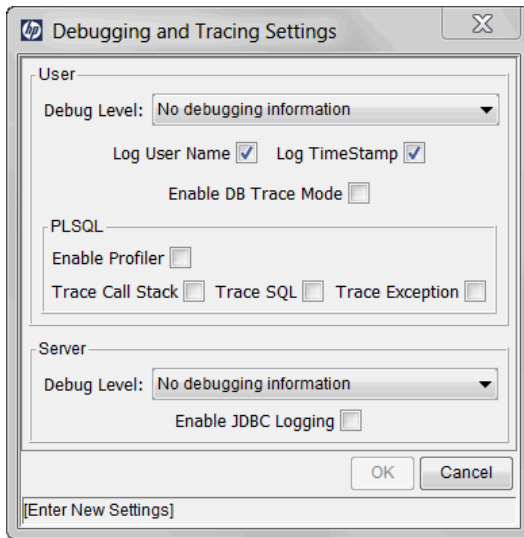 hp Debugging and Tracing Settings
User
Debug Level: No debugging information
Log User Name Log TimeStamp
Enable DB Trace Mode
PLSQL
Enable Profiler
Trace Call Stack Trace SQL Trace Exception
Server
Debug Level: No debugging information
Enable JDBC Logging
OK Cancel
[Enter New Settings]